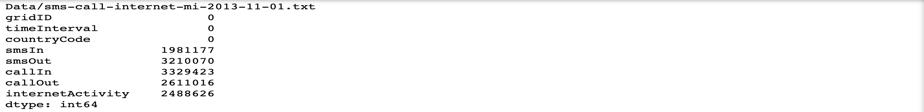 Data/sms-call-internet-mi-2013-11-01.txt
gridID 0
timeInterval 0
countryCode 0
smsIn 1981177
smsOut 3210070
callIn 3329423
callOut 2611016
internetActivity 2488626
dtype: int64